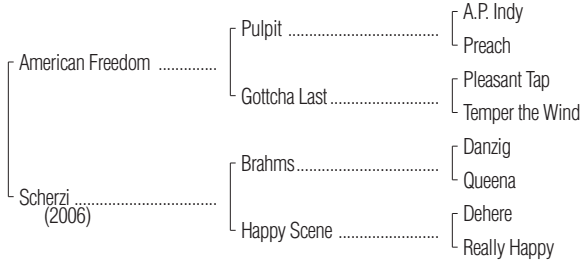 A.P. Indy
Pulpit ........................................
Preach
American Freedom ...............
Pleasant Tap
Gottcha Last .............................
Temper the Wind
Danzig
Brahms ......................................
Queena
Scherzi .....................................
(2006)
Dehere
Happy Scene ...........................
Really Happy